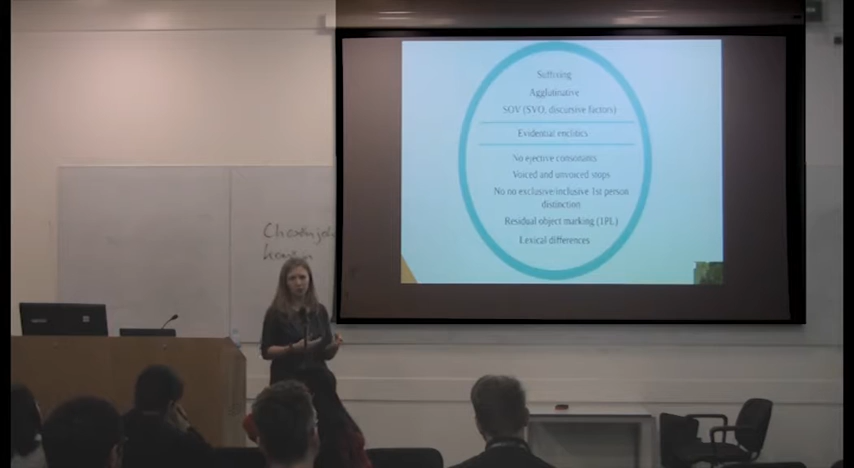 Suffixing
Agglutinative
SOV (SVO, discursive factors)
Evidential enclitics
No ejective consonants
Voiced and unvoiced stops
No no exclusive/inclusive 1st person
distinction
Residual object marking (1PL)
Lexical differences